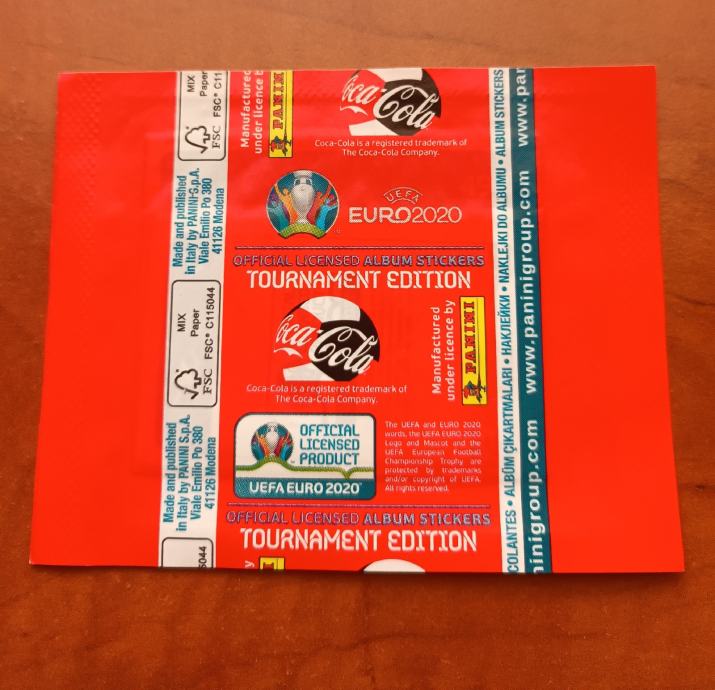 MIX
Paper
FSC® C11
FSC
Made and published
in Italy by PANINI S.p.A.
Viale Emilio Po 380
41126 Modena
MIX
Paper
FSC® C115044
FSC
Made and published
in Italy by PANINI S.p.A.
Viale Emilio Po 380
41126 Modena
5044
Manufactured
under licence b
PANINI
Coca-Cola
Coca-Cola is a registered trademark of
The Coca-Cola Company.
UEFA
EURO2020
OFFICIAL LICENSED ALBUM STICKERS
TOURNAMENT EDITION
Coca-Cola
Coca-Cola is a registered trademark of
The Coca-Cola Company.
Manufactured
under licence by
PANINI
OFFICIAL
LICENSED
PRODUCT
UEFA EURO 2020
The UEFA and EURO 2020
words, the UEFA EURO 2020
Logo and Mascot and the
UEFA European Football
Championship Trophy are
protected by trademarks
and/or copyright of UEFA.
All rights reserved.
OFFICIAL LICENSED ALBUM STICKERS
TOURNAMENT EDITION
y
COLANTES • ALBÜM ÇIKARTMALARI • НАКЛЕЙКИ • NAKLEJKI DO ALBUMU • ALBUM STICKERS
inigroup.com www.paninigroup.com www.pa